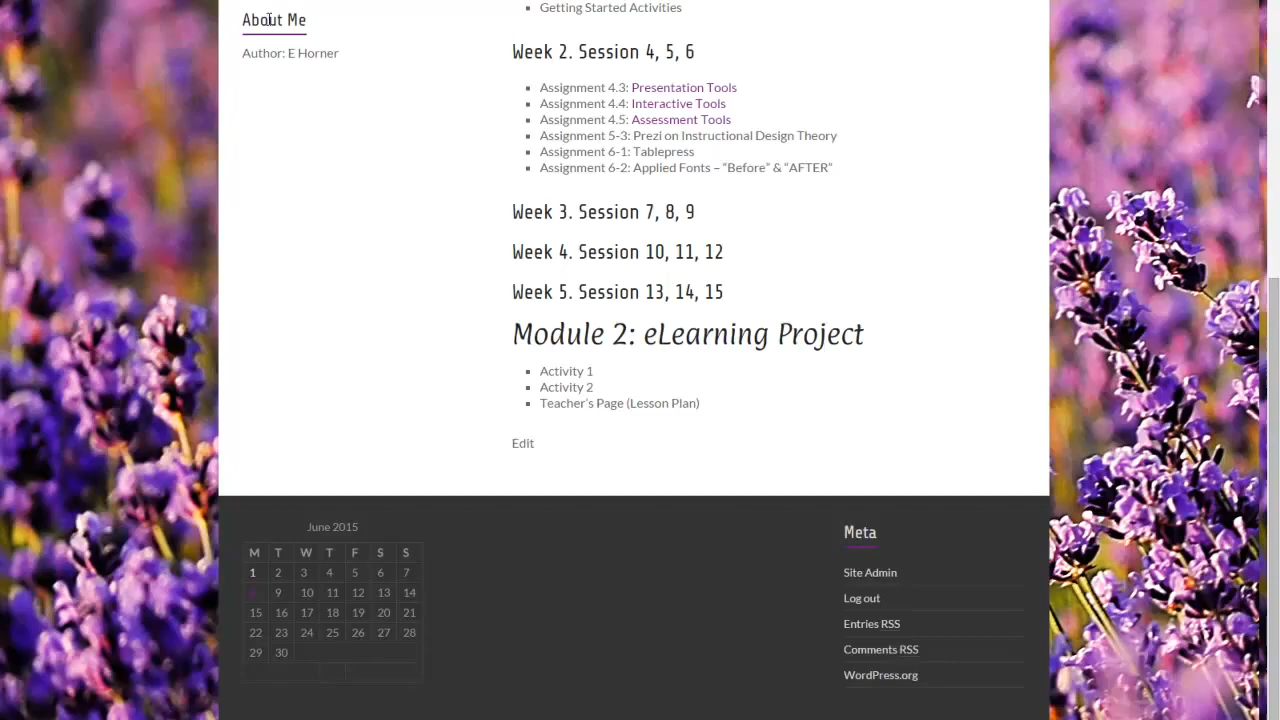 About Me
Author: E Horner
Getting Started Activities
Week 2. Session 4, 5, 6
Assignment 4.3: Presentation Tools
Assignment 4.4: Interactive Tools
Assignment 4.5: Assessment Tools
Assignment 5-3: Prezi on Instructional Design Theory
Assignment 6-1: Tablepress
Assignment 6-2: Applied Fonts – “Before” & “AFTER”
Week 3. Session 7, 8, 9
Week 4. Session 10, 11, 12
Week 5. Session 13, 14, 15
Module 2: eLearning Project
Activity 1
Activity 2
Teacher’s Page (Lesson Plan)
Edit
June 2015
M T W T F S S
1 2 3 4 5 6 7
8 9 10 11 12 13 14
15 16 17 18 19 20 21
22 23 24 25 26 27 28
29 30
Meta
Site Admin
Log out
Entries RSS
Comments RSS
WordPress.org